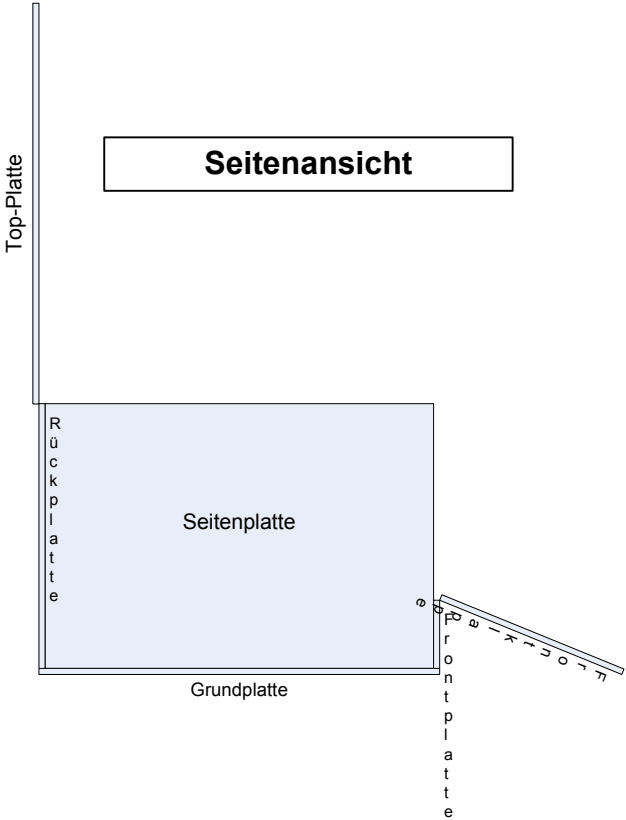 Top-Platte
Seitenansicht
Rückplatte
Seitenplatte
Frontklappe
Frontplatte
Grundplatte